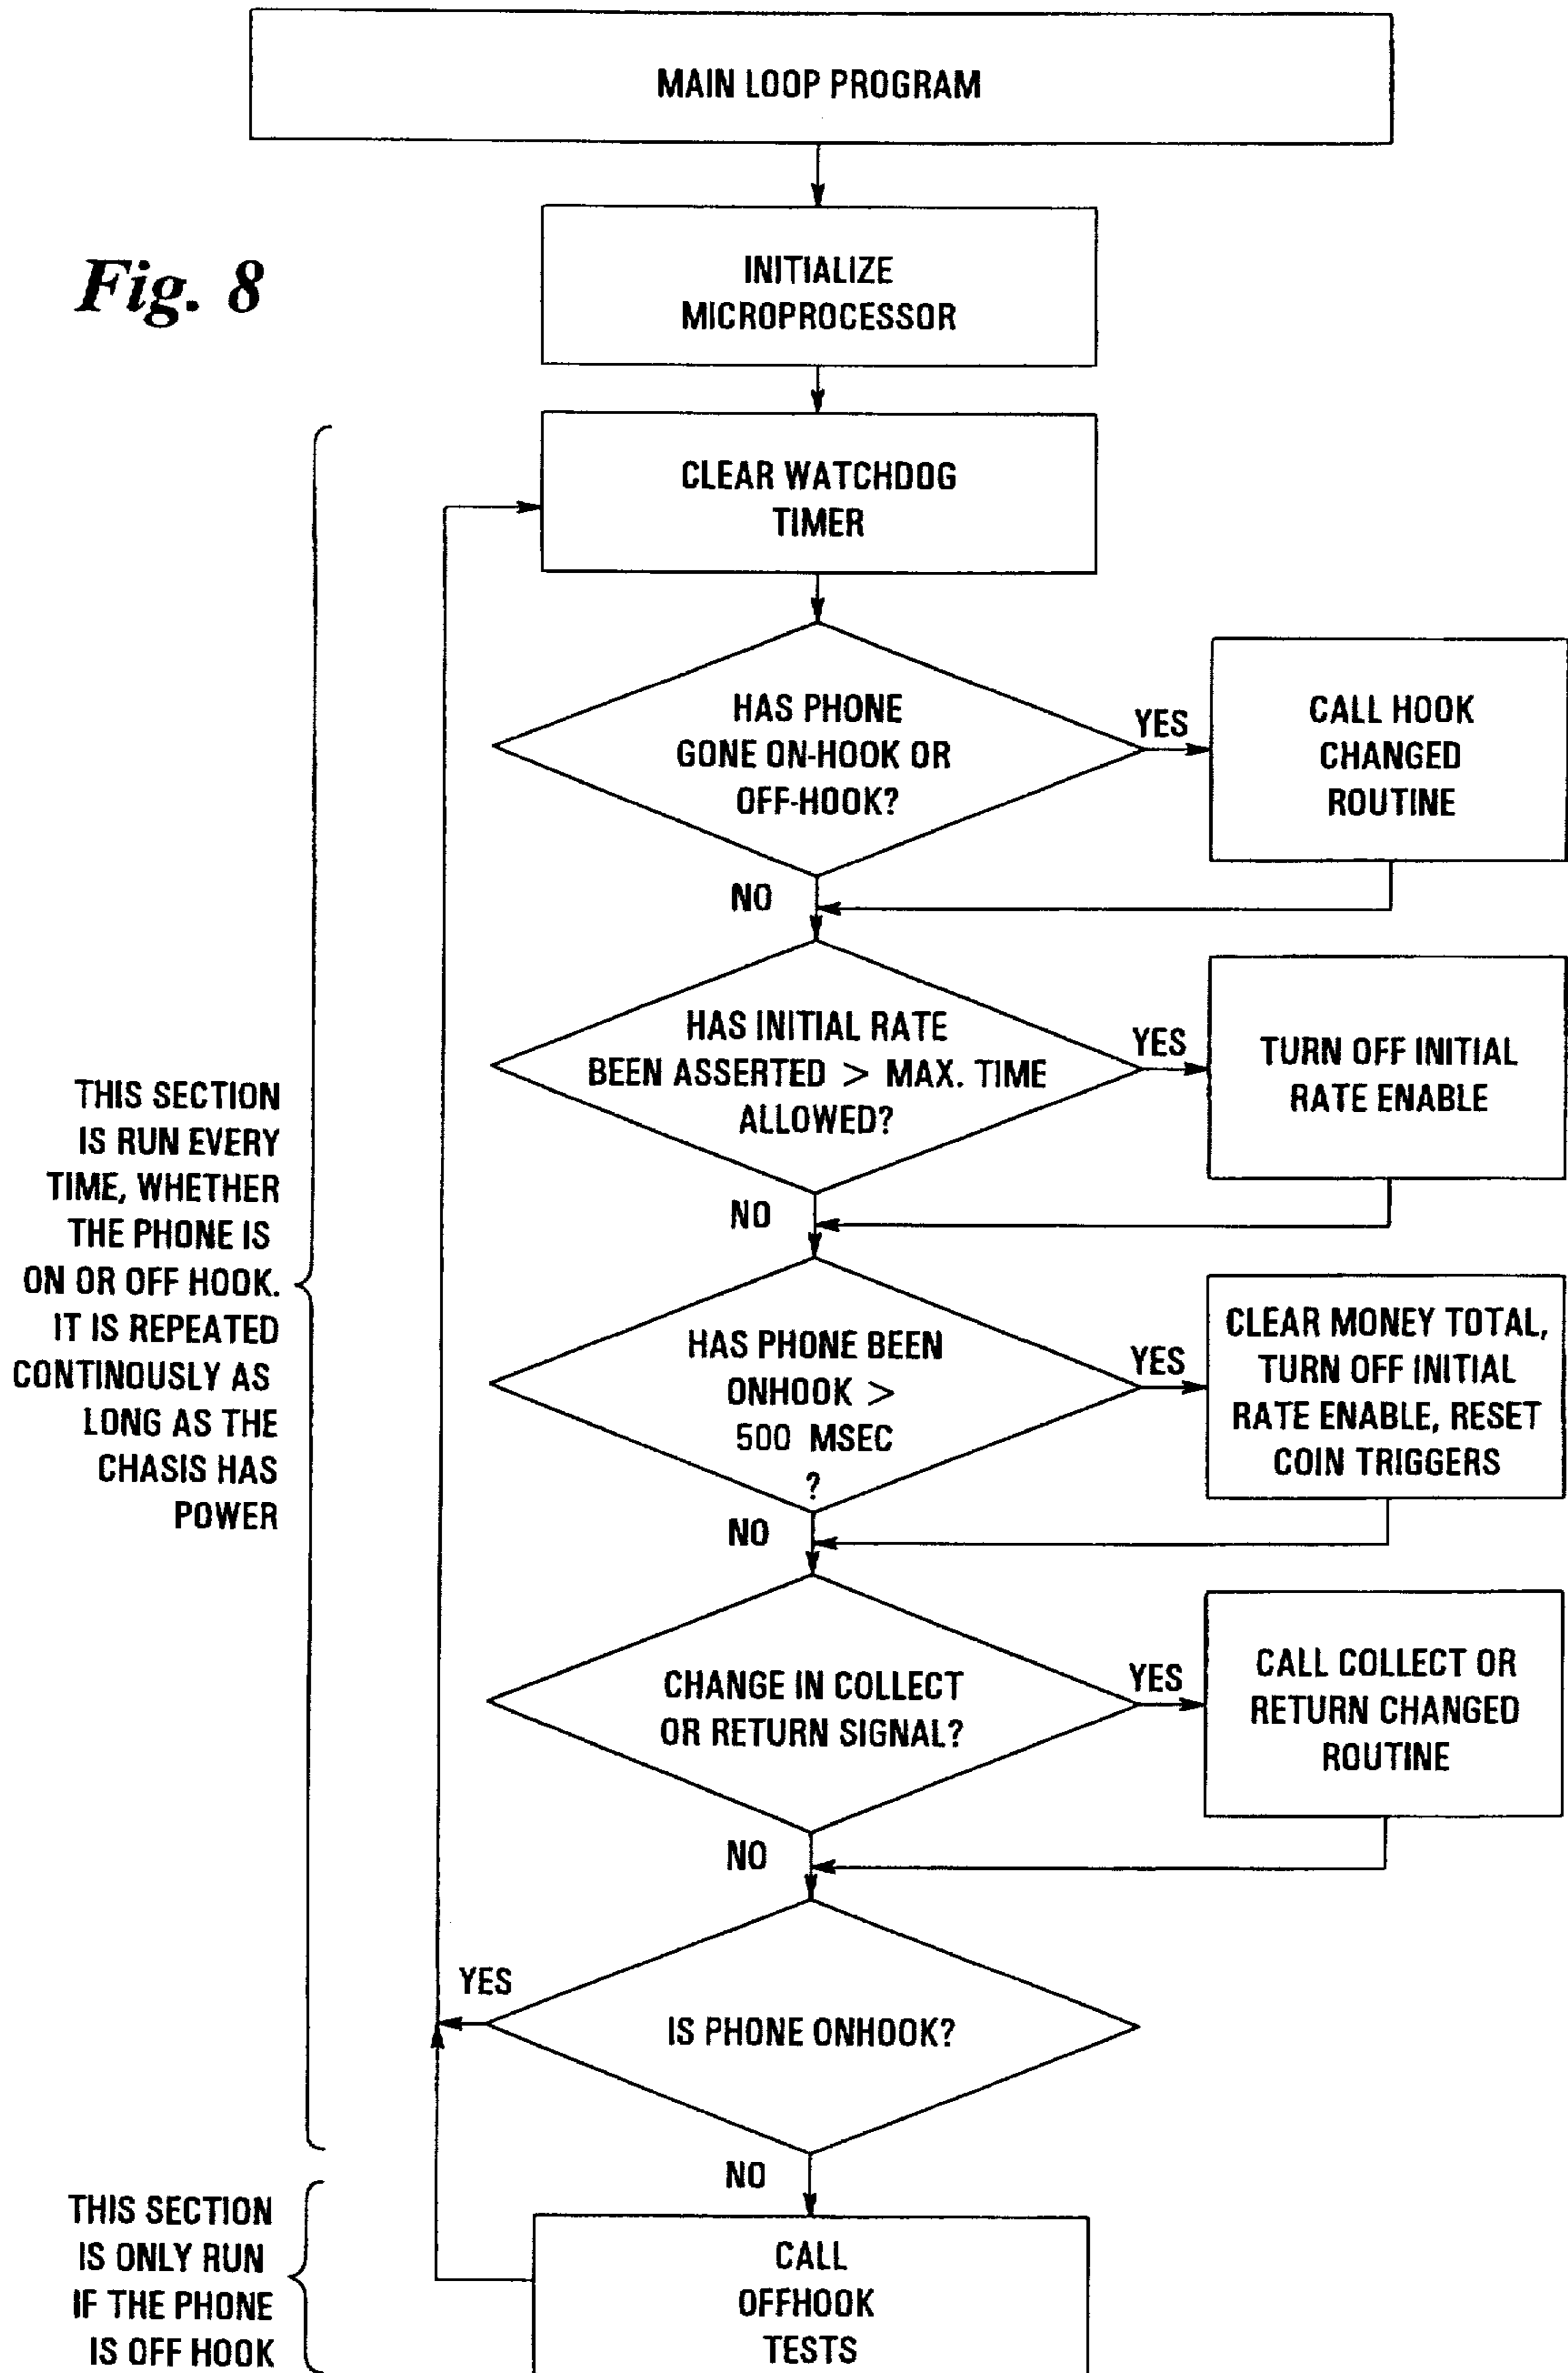 MAIN LOOP PROGRAM
Fig. 8
INITIALIZE
MICROPROCESSOR
CLEAR WATCHDOG
TIMER
HAS PHONE
GONE ON-HOOK OR
OFF-HOOK?
YES
CALL HOOK
CHANGED
ROUTINE
NO
HAS INITIAL RATE
BEEN ASSERTED > MAX. TIME
ALLOWED?
YES
TURN OFF INITIAL
RATE ENABLE
NO
THIS SECTION
IS RUN EVERY
TIME, WHETHER
THE PHONE IS
ON OR OFF HOOK.
IT IS REPEATED
CONTINOUSLY AS
LONG AS THE
CHASIS HAS
POWER
HAS PHONE BEEN
ONHOOK >
500 MSEC
?
YES
CLEAR MONEY TOTAL,
TURN OFF INITIAL
RATE ENABLE, RESET
COIN TRIGGERS
NO
CHANGE IN COLLECT
OR RETURN SIGNAL?
YES
CALL COLLECT OR
RETURN CHANGED
ROUTINE
NO
YES
IS PHONE ONHOOK?
NO
THIS SECTION
IS ONLY RUN
IF THE PHONE
IS OFF HOOK
CALL
OFFHOOK
TESTS